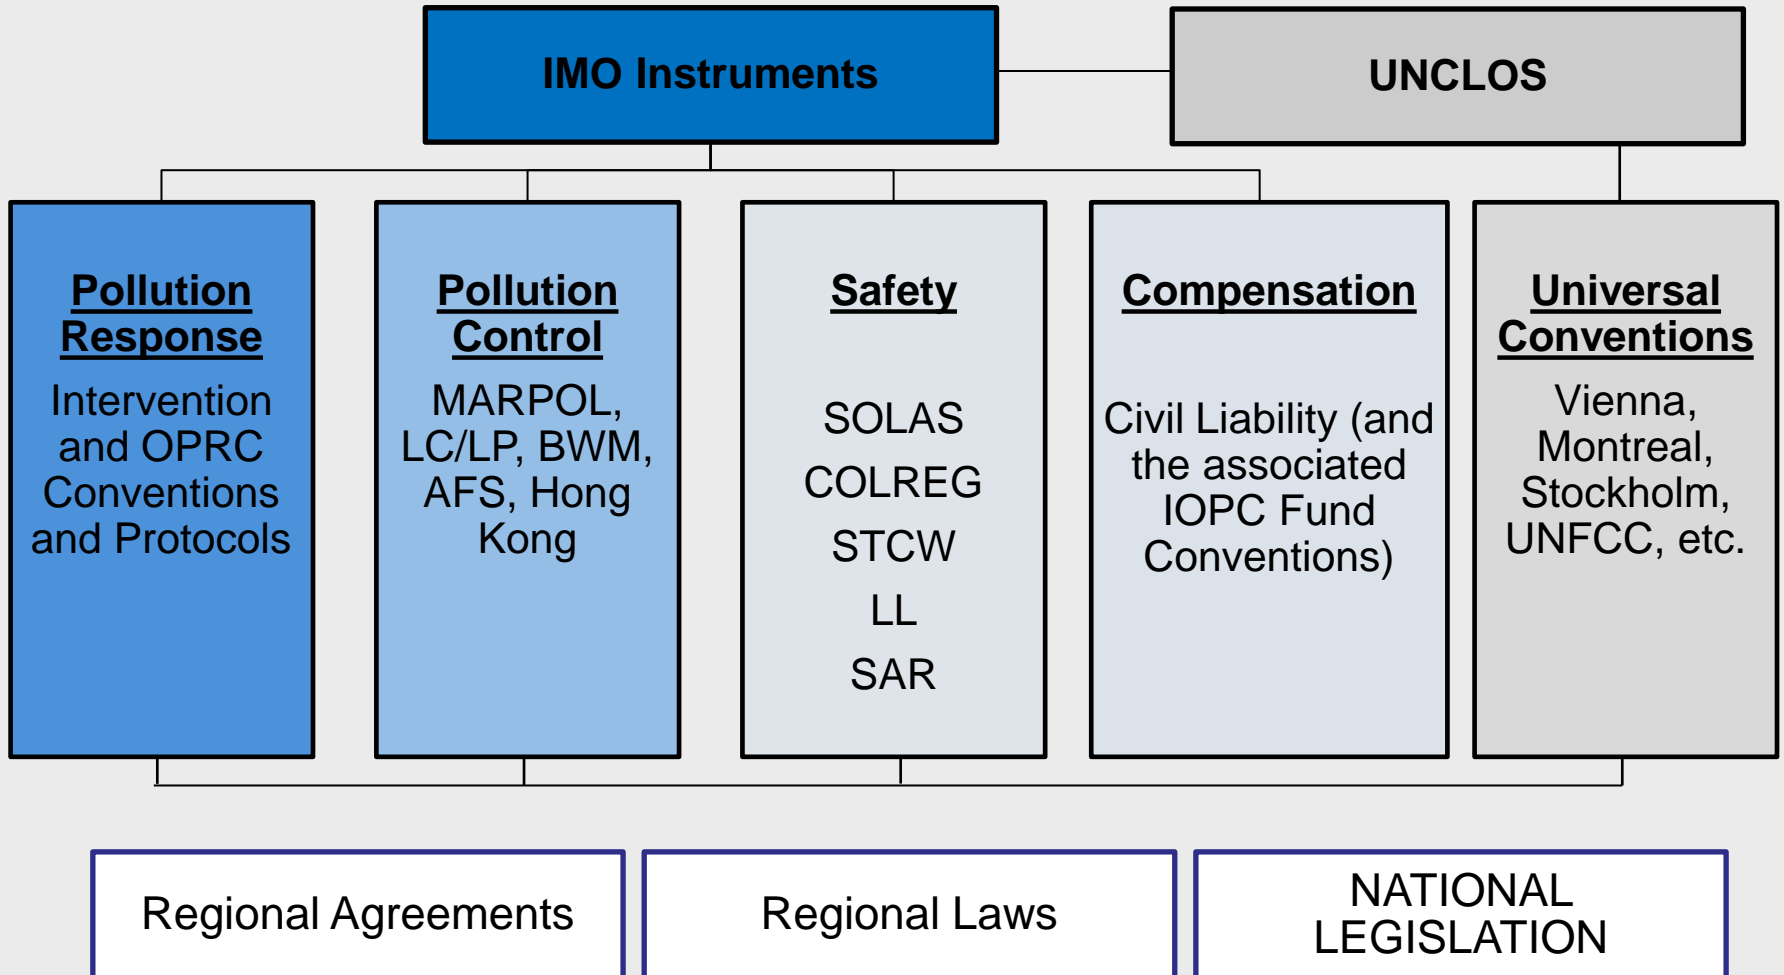 IMO Instruments
UNCLOS
Pollution
Response
Intervention
and OPRC
Conventions
and Protocols
Pollution
Control
MARPOL,
LC/LP, BWM,
AFS, Hong
Kong
Safety
SOLAS
COLREG
STCW
LL
SAR
Compensation
Civil Liability (and
the associated
IOPC Fund
Conventions)
Universal
Conventions
Vienna,
Montreal,
Stockholm,
UNFCC, etc.
Regional Agreements
Regional Laws
NATIONAL
LEGISLATION